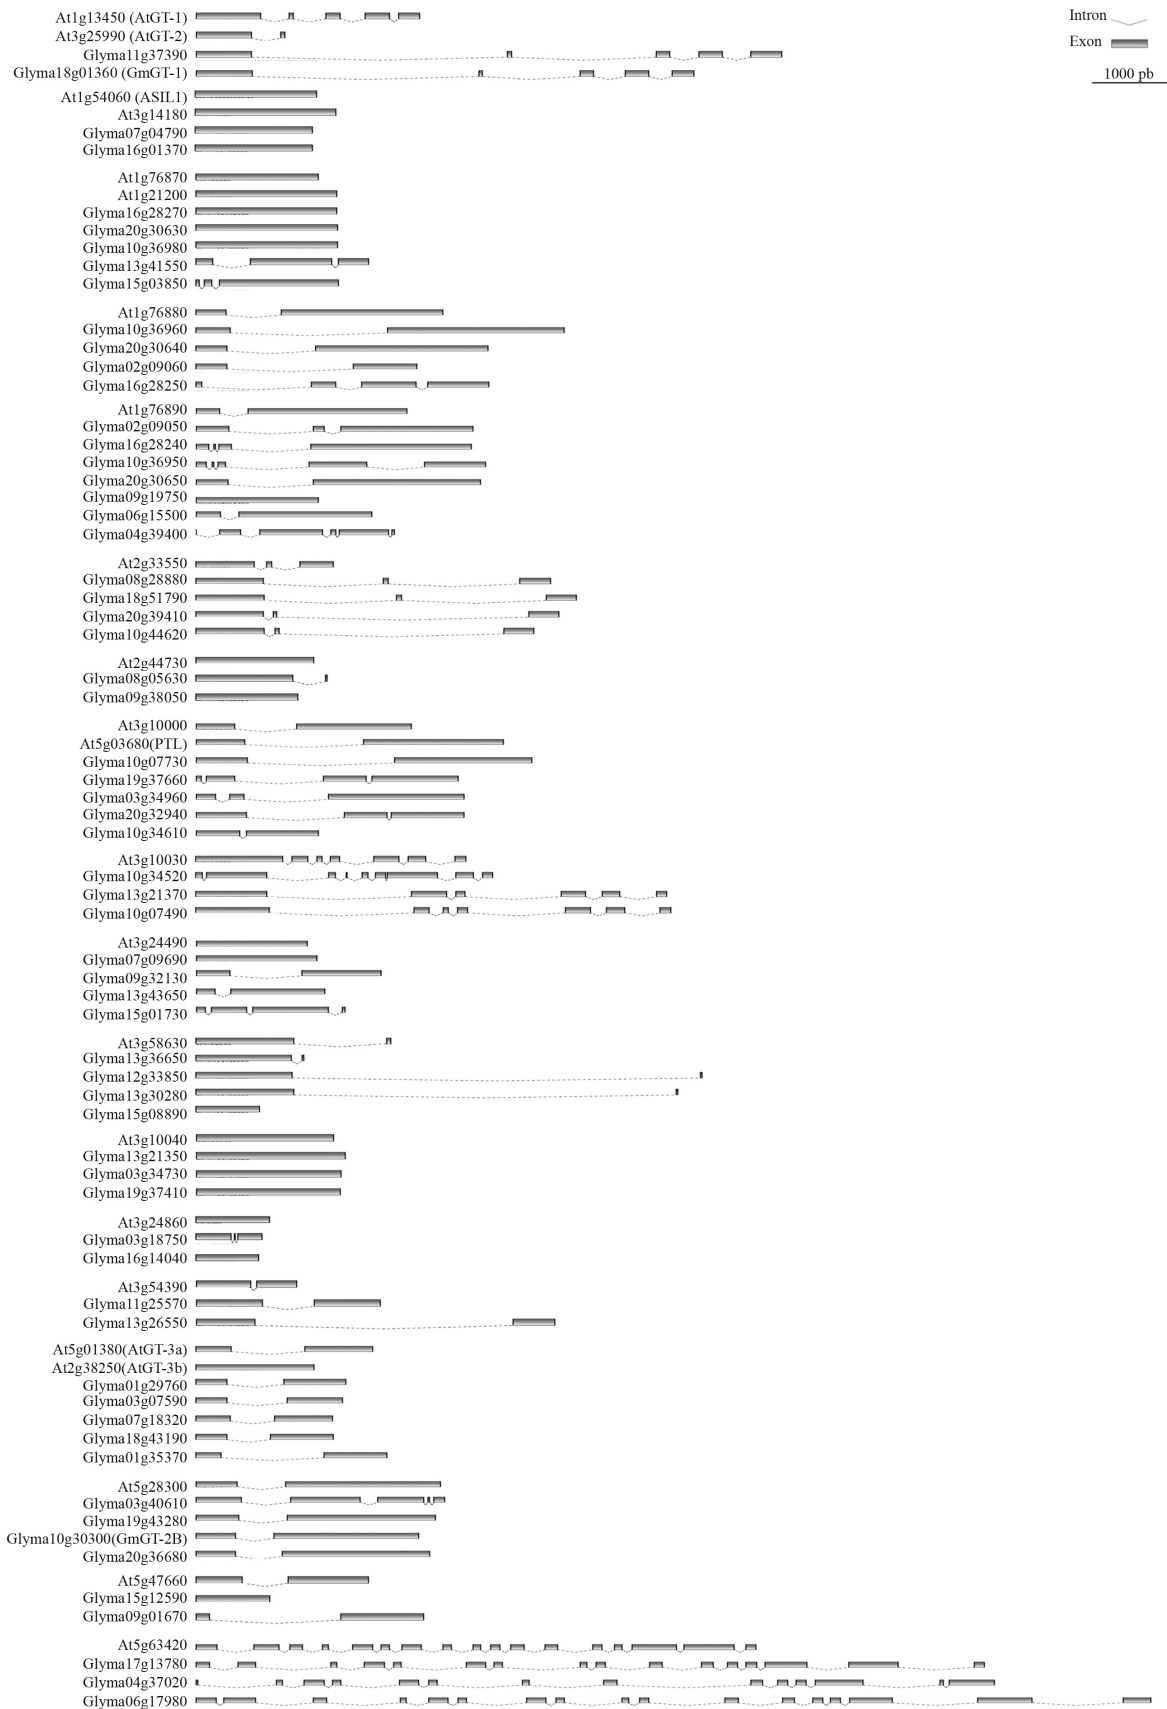 At1g13450 (AtGT-1)
At3g25990 (AtGT-2)
Glyma11g37390
Glyma18g01360 (GmGT-1)
Intron
Exon
1000 pb
At1g54060 (ASIL1)
At3g14180
Glyma07g04790
Glyma16g01370
At1g76870
At1g21200
Glyma16g28270
Glyma20g30630
Glyma10g36980
Glyma13g41550
Glyma15g03850
At1g76880
Glyma10g36960
Glyma20g30640
Glyma02g09060
Glyma16g28250
At1g76890
Glyma02g09050
Glyma16g28240
Glyma10g36950
Glyma20g30650
Glyma09g19750
Glyma06g15500
Glyma04g39400
At2g33550
Glyma08g28880
Glyma18g51790
Glyma20g39410
Glyma10g44620
At2g44730
Glyma08g05630
Glyma09g38050
At3g10000
At5g03680(PTL)
Glyma10g07730
Glyma19g37660
Glyma03g34960
Glyma20g32940
Glyma10g34610
At3g10030
Glyma10g34520
Glyma13g21370
Glyma10g07490
At3g24490
Glyma07g09690
Glyma09g32130
Glyma13g43650
Glyma15g01730
At3g58630
Glyma13g36650
Glyma12g33850
Glyma13g30280
Glyma15g08890
At3g10040
Glyma13g21350
Glyma03g34730
Glyma19g37410
At3g24860
Glyma03g18750
Glyma16g14040
At3g54390
Glyma11g25570
Glyma13g26550
At5g01380(AtGT-3a)
At2g38250(AtGT-3b)
Glyma01g29760
Glyma03g07590
Glyma07g18320
Glyma18g43190
Glyma01g35370
At5g28300
Glyma03g40610
Glyma19g43280
Glyma10g30300(GmGT-2B)
Glyma20g36680
At5g47660
Glyma15g12590
Glyma09g01670
At5g63420
Glyma17g13780
Glyma04g37020
Glyma06g17980